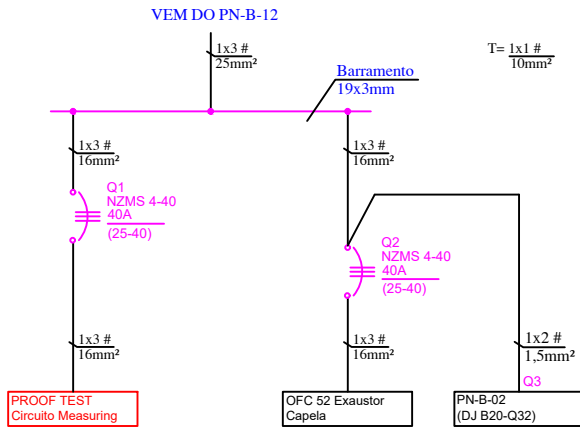 VEM DO PN-B-12
1x3 #
25mm²
T= 1x1 #
10mm²
Barramento
19x3mm
1x3 #
16mm²
1x3 #
16mm²
Q1
NZMS 4-40
40A
(25-40)
Q2
NZMS 4-40
40A
(25-40)
1x3 #
16mm²
1x3 #
16mm²
1x2 #
1,5mm²
Q3
PROOF TEST
Circuito Measuring
OFC 52 Exaustor
Capela
PN-B-02
(DJ B20-Q32)